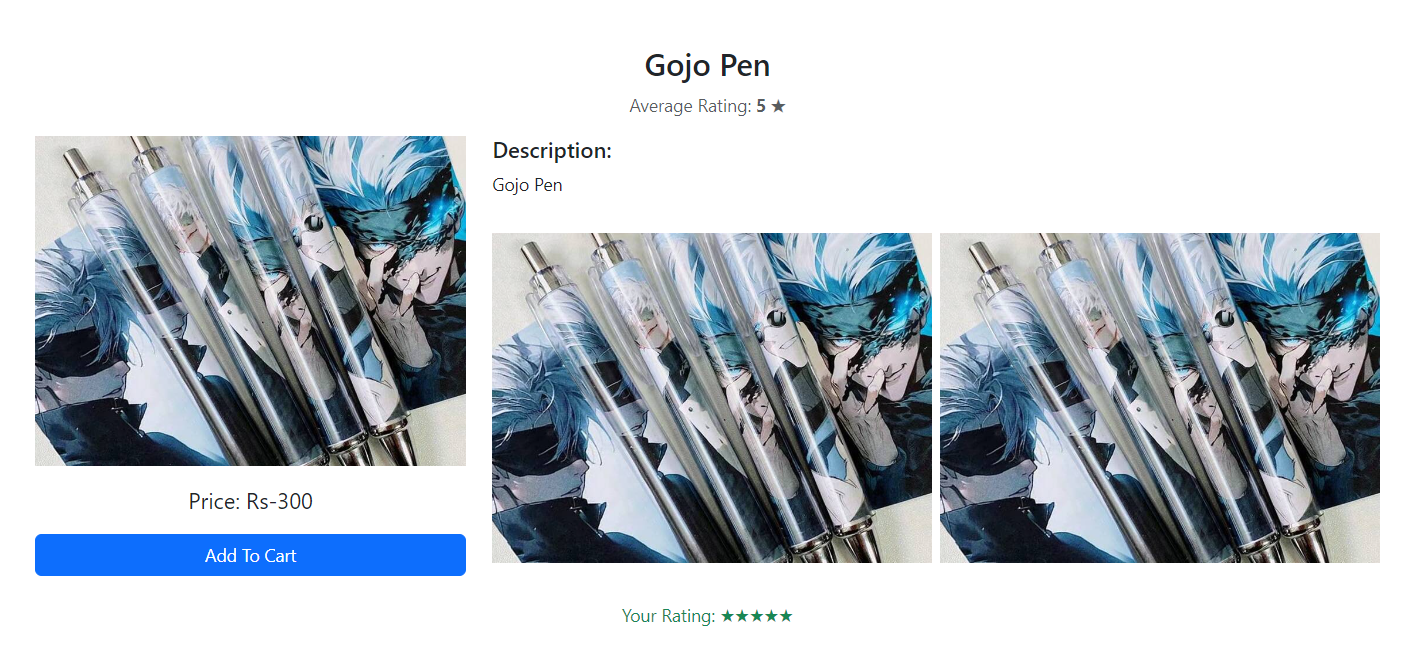 Gojo Pen
Average Rating: 5 ★
Description:
Gojo Pen
Price: Rs-300
Add To Cart
Your Rating: ★★★★★